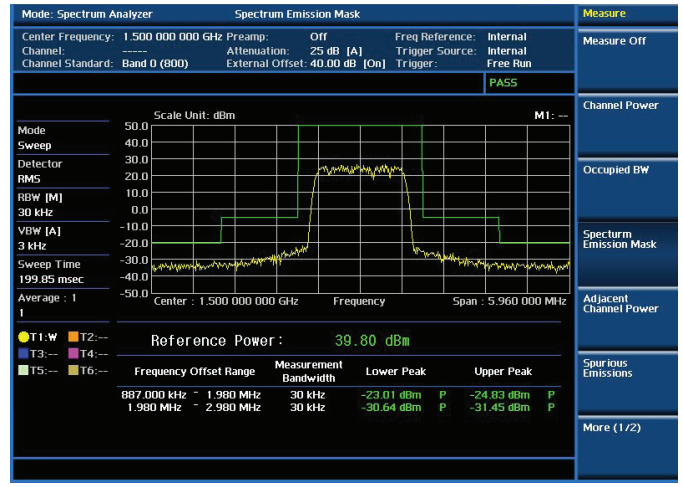 Mode: Spectrum Analyzer Spectrum Emission Mask Measure
Center Frequency: 1.500 000 000 GHz Preamp: Off Freq Reference: Internal
Channel: ----- Attenuation: 25 dB [A] Trigger Source: Internal
Channel Standard: Band 0 (800) External Offset: 40.00 dB [On] Trigger: Free Run
PASS
Measure Off
Channel Power
Occupied BW
Specturm
Emission Mask
Adjacent
Channel Power
Spurious
Emissions
More (1/2)
Mode
Sweep
Detector
RMS
RBW [M]
30 kHz
VBW [A]
3 kHz
Sweep Time
199.85 msec
Average : 1
1
T1:W T2:--
T3:-- T4:--
T5:-- T6:--
Scale Unit: dBm M1: --
50.0
40.0
30.0
20.0
10.0
0.0
-10.0
-20.0
-30.0
-40.0
-50.0
Center : 1.500 000 000 GHz Frequency Span : 5.960 000 MHz
Reference Power: 39.80 dBm
Frequency Offset Range Measurement Bandwidth Lower Peak Upper Peak
887.000 kHz ~ 1.980 MHz 30 kHz -23.01 dBm P -24.83 dBm P
1.980 MHz ~ 2.980 MHz 30 kHz -30.64 dBm P -31.45 dBm P